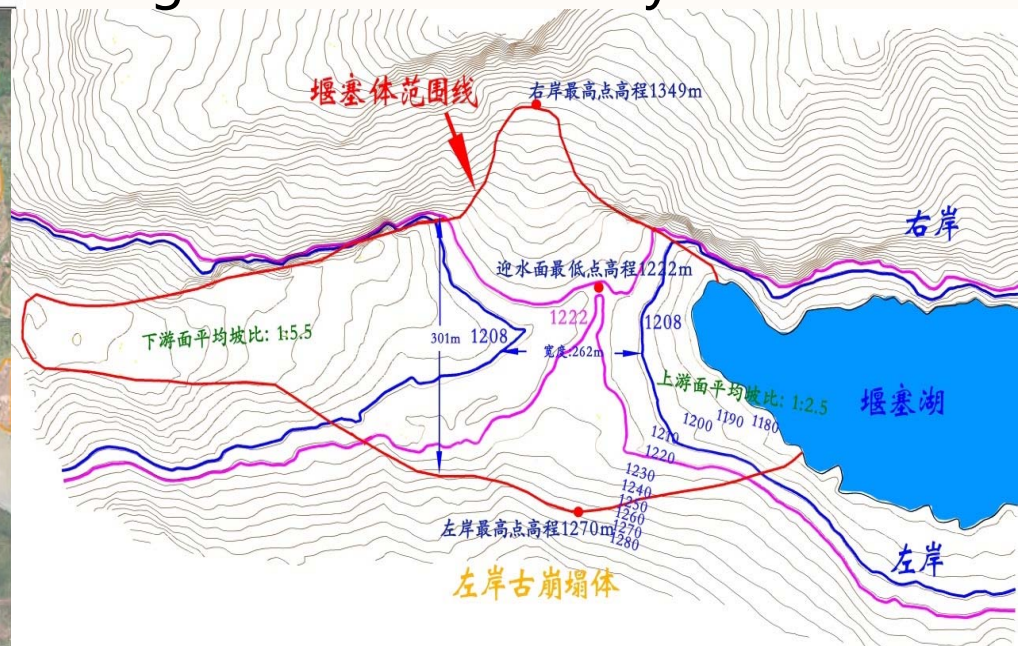 堰塞体范围线
右岸最高点高程1349m
右岸
迎水面最低点高程1222m
1222
1208
下游面平均坡比: 1:5.5
301m
1208
宽度:262m
上游面平均坡比: 1:2.5
堰塞湖
1180
1190
1200
1210
1220
1230
1240
1250
1260
1270
1280
左岸最高点高程1270m
左岸
左岸古崩塌体